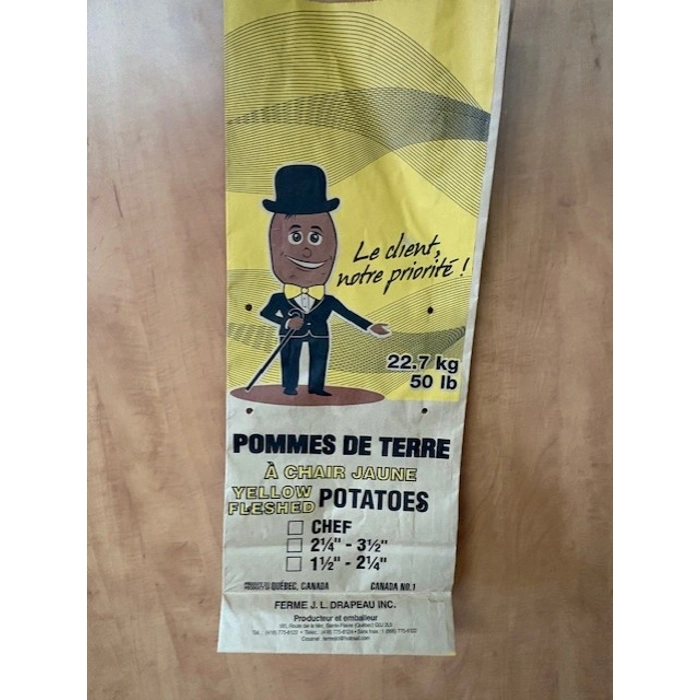 Le client,
notre priorité !
22.7 kg
50 lb
POMMES DE TERRE
À CHAIR JAUNE
YELLOW
FLESHED POTATOES
CHEF
2¼" - 3½"
1½" - 2¼"
QUÉBEC, CANADA CANADA NO.1
FERME J. L. DRAPEAU INC.
Producteur et emballeur